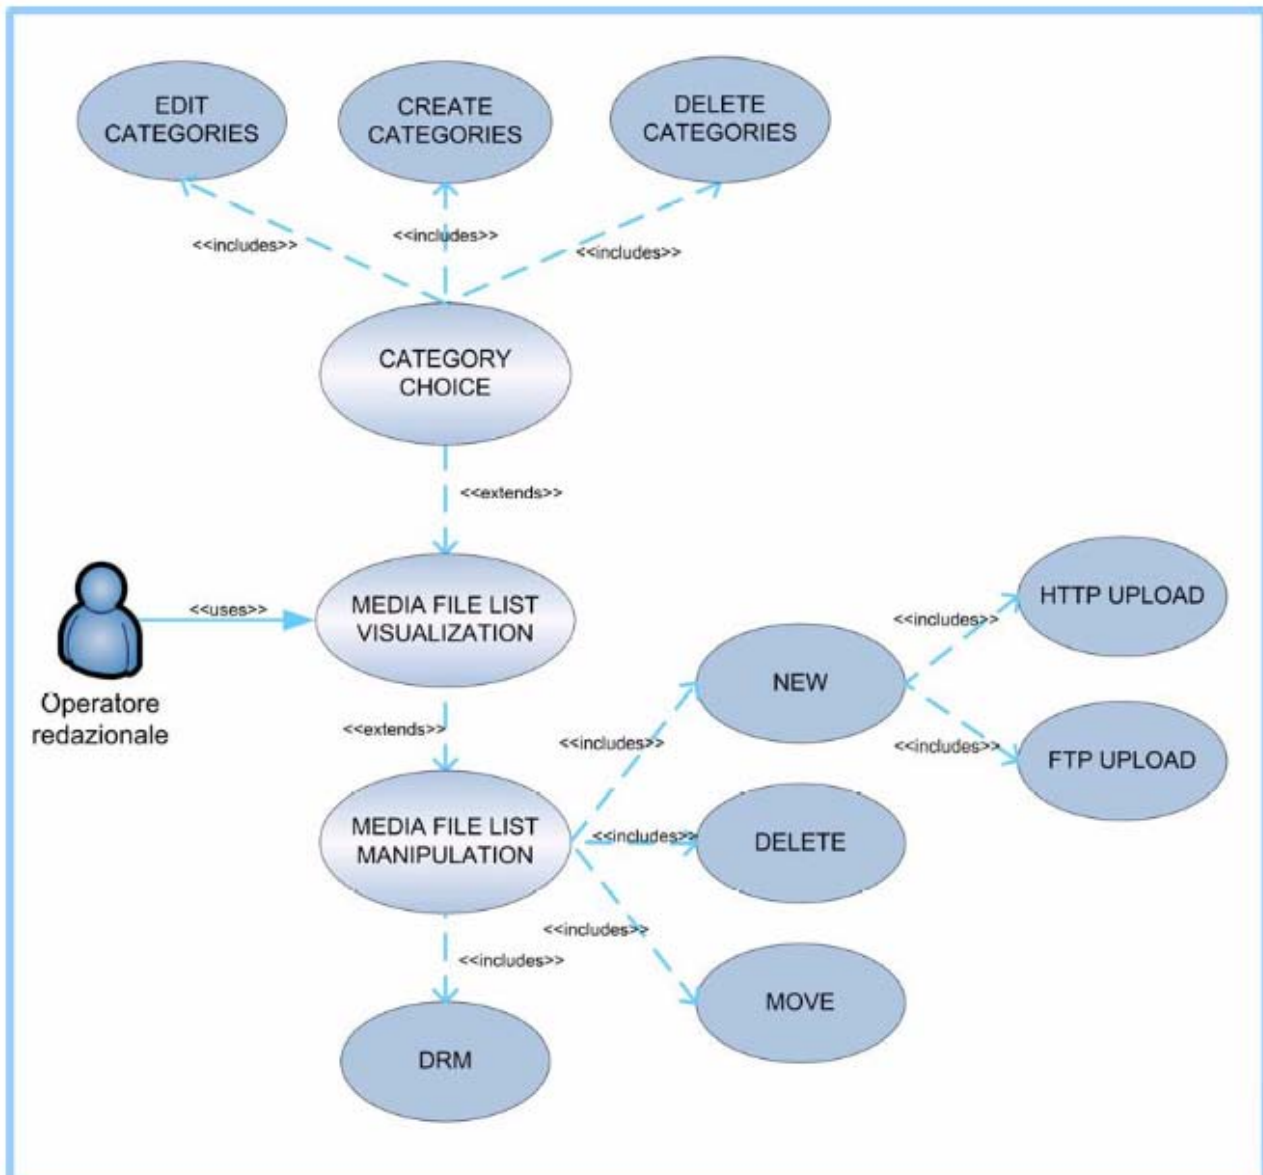 EDIT
CATEGORIES
CREATE
CATEGORIES
DELETE
CATEGORIES
<<includes>>
<<includes>>
<<includes>>
CATEGORY
CHOICE
<<extends>>
<<uses>>
MEDIA FILE LIST
VISUALIZATION
Operatore
redazionale
<<extends>>
MEDIA FILE LIST
MANIPULATION
<<includes>>
NEW
<<includes>>
HTTP UPLOAD
<<includes>>
FTP UPLOAD
<<includes>>
DELETE
<<includes>>
MOVE
<<includes>>
DRM